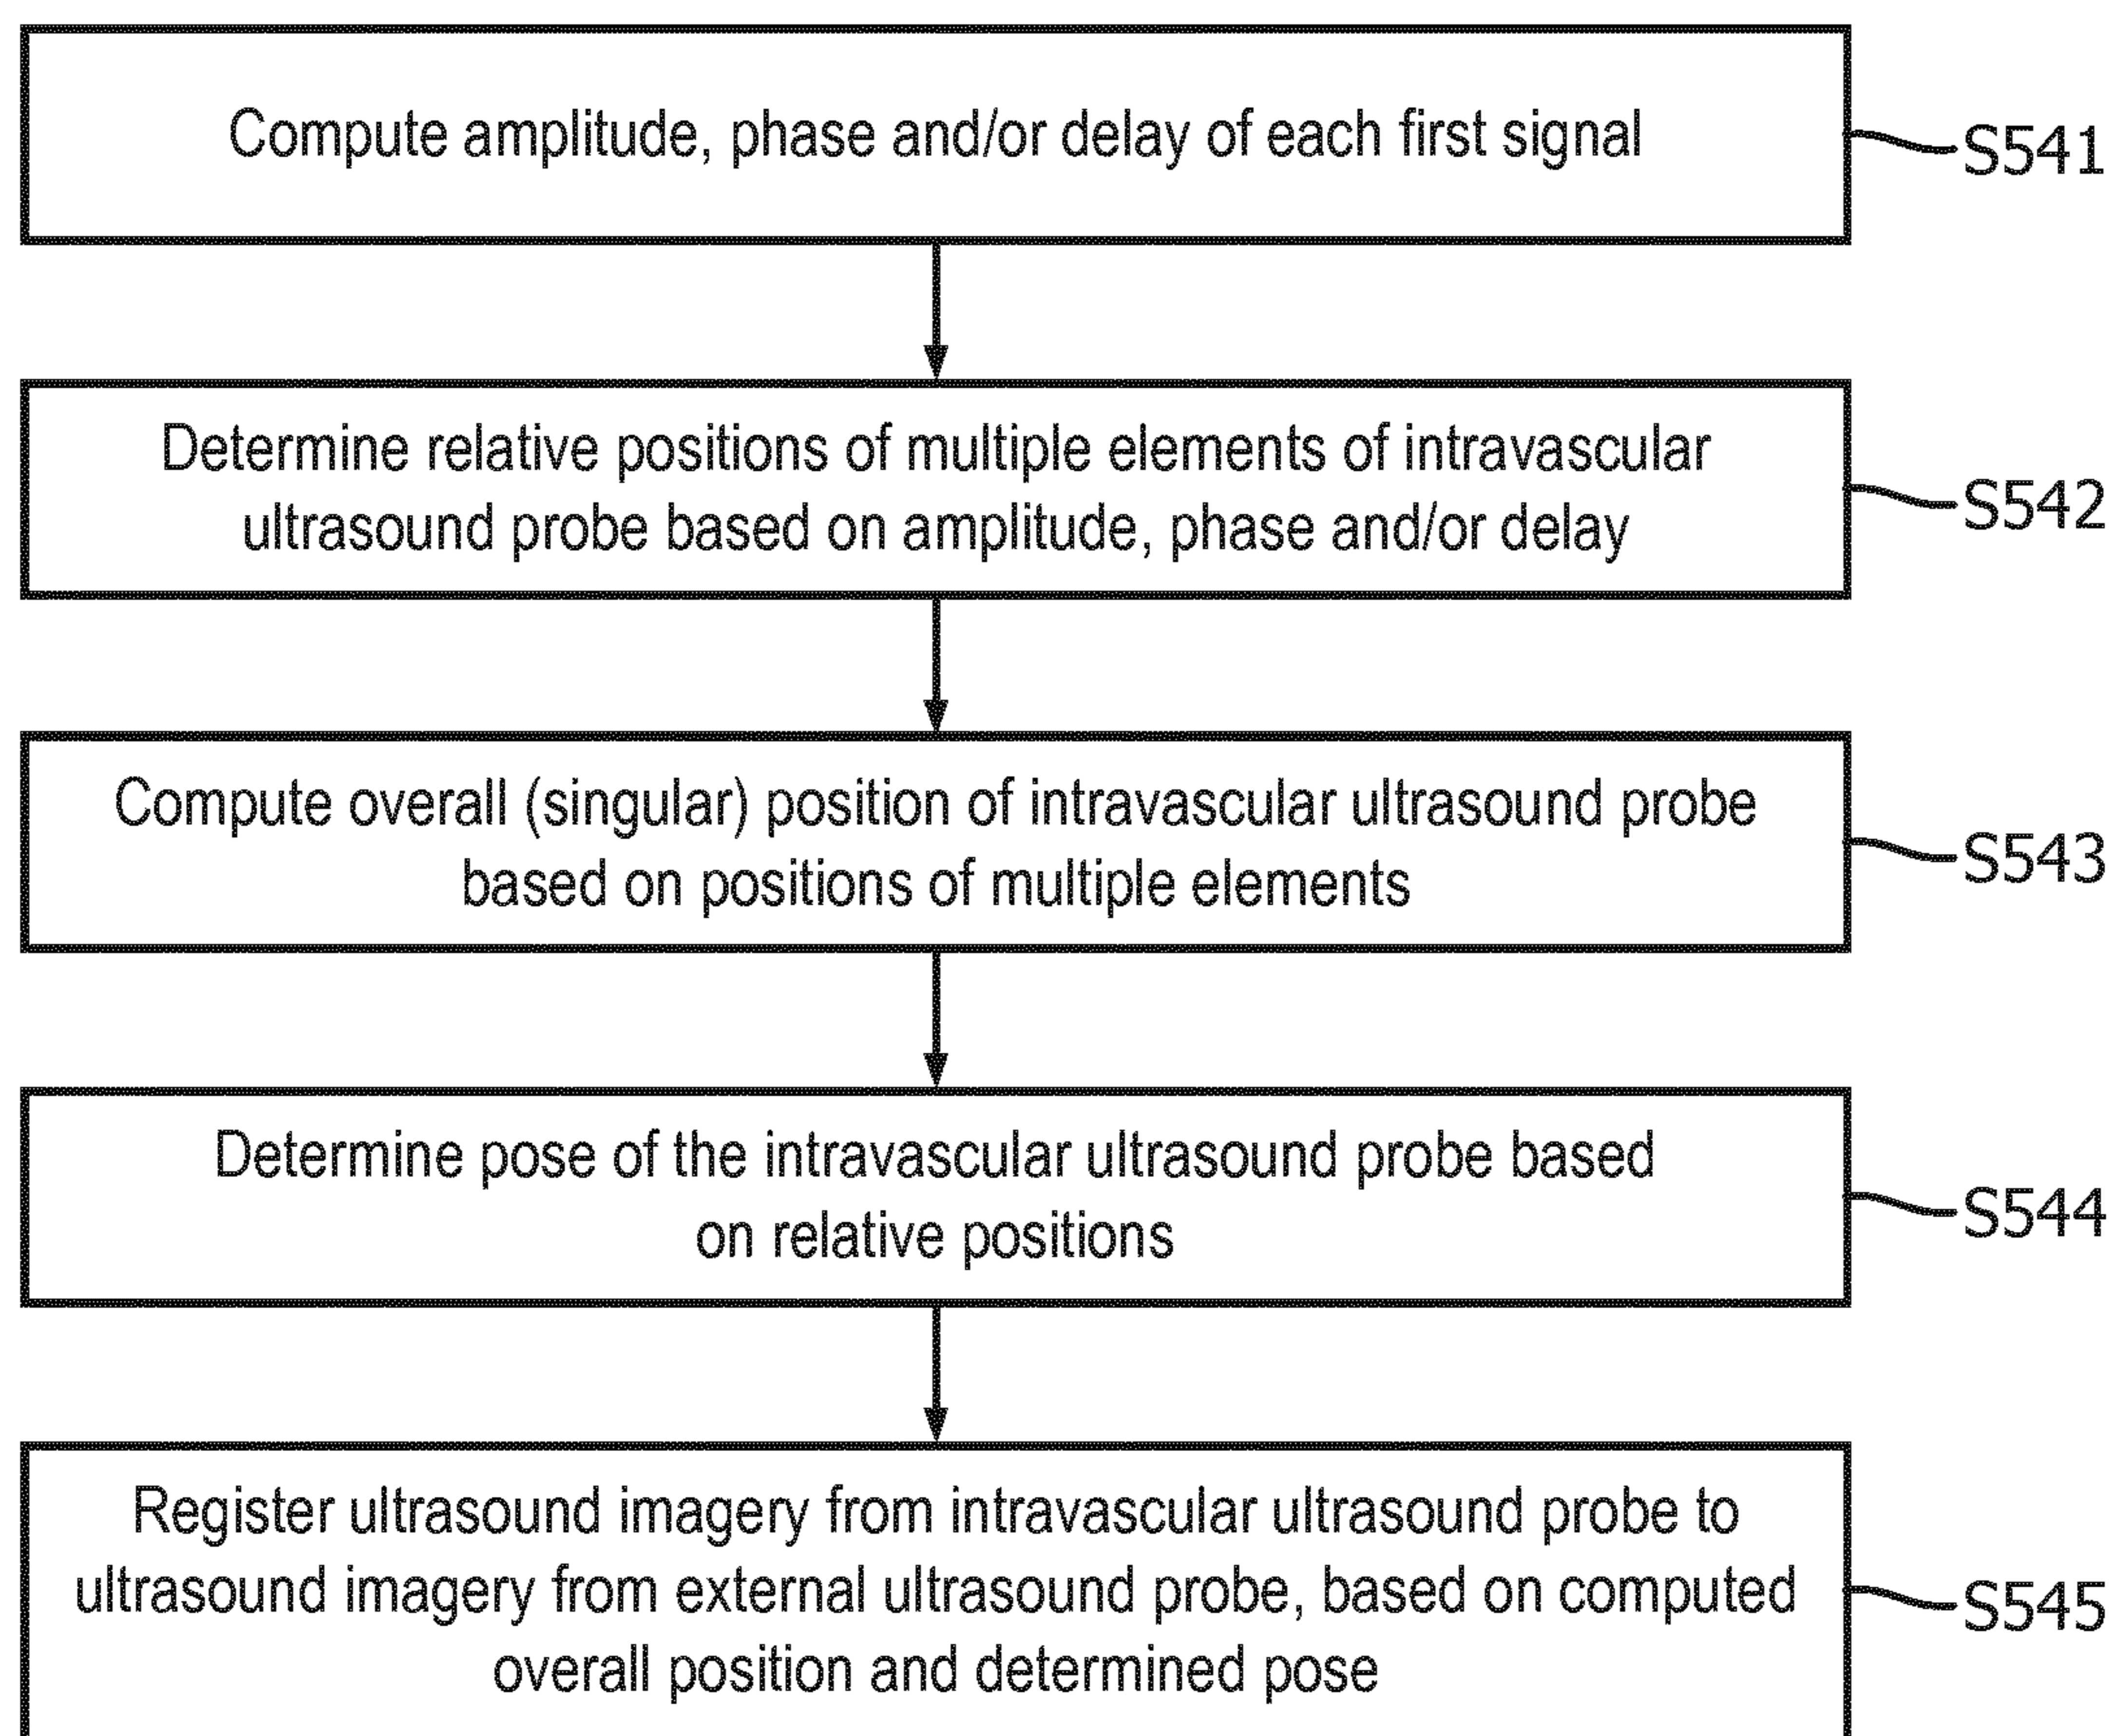 Compute amplitude, phase and/or delay of each first signal
S541
Determine relative positions of multiple elements of intravascular
ultrasound probe based on amplitude, phase and/or delay
S542
Compute overall (singular) position of intravascular ultrasound probe
based on positions of multiple elements
S543
Determine pose of the intravascular ultrasound probe based
on relative positions
S544
Register ultrasound imagery from intravascular ultrasound probe to
ultrasound imagery from external ultrasound probe, based on computed
overall position and determined pose
S545